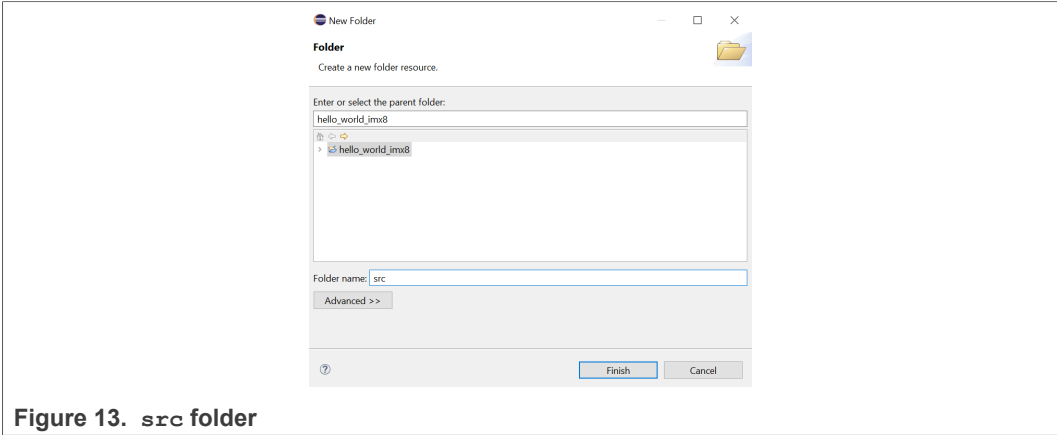 New Folder
Folder
Create a new folder resource.
Enter or select the parent folder:
hello_world_imx8
hello_world_imx8
Folder name: src
Advanced >>
Finish Cancel
Figure 13. src folder